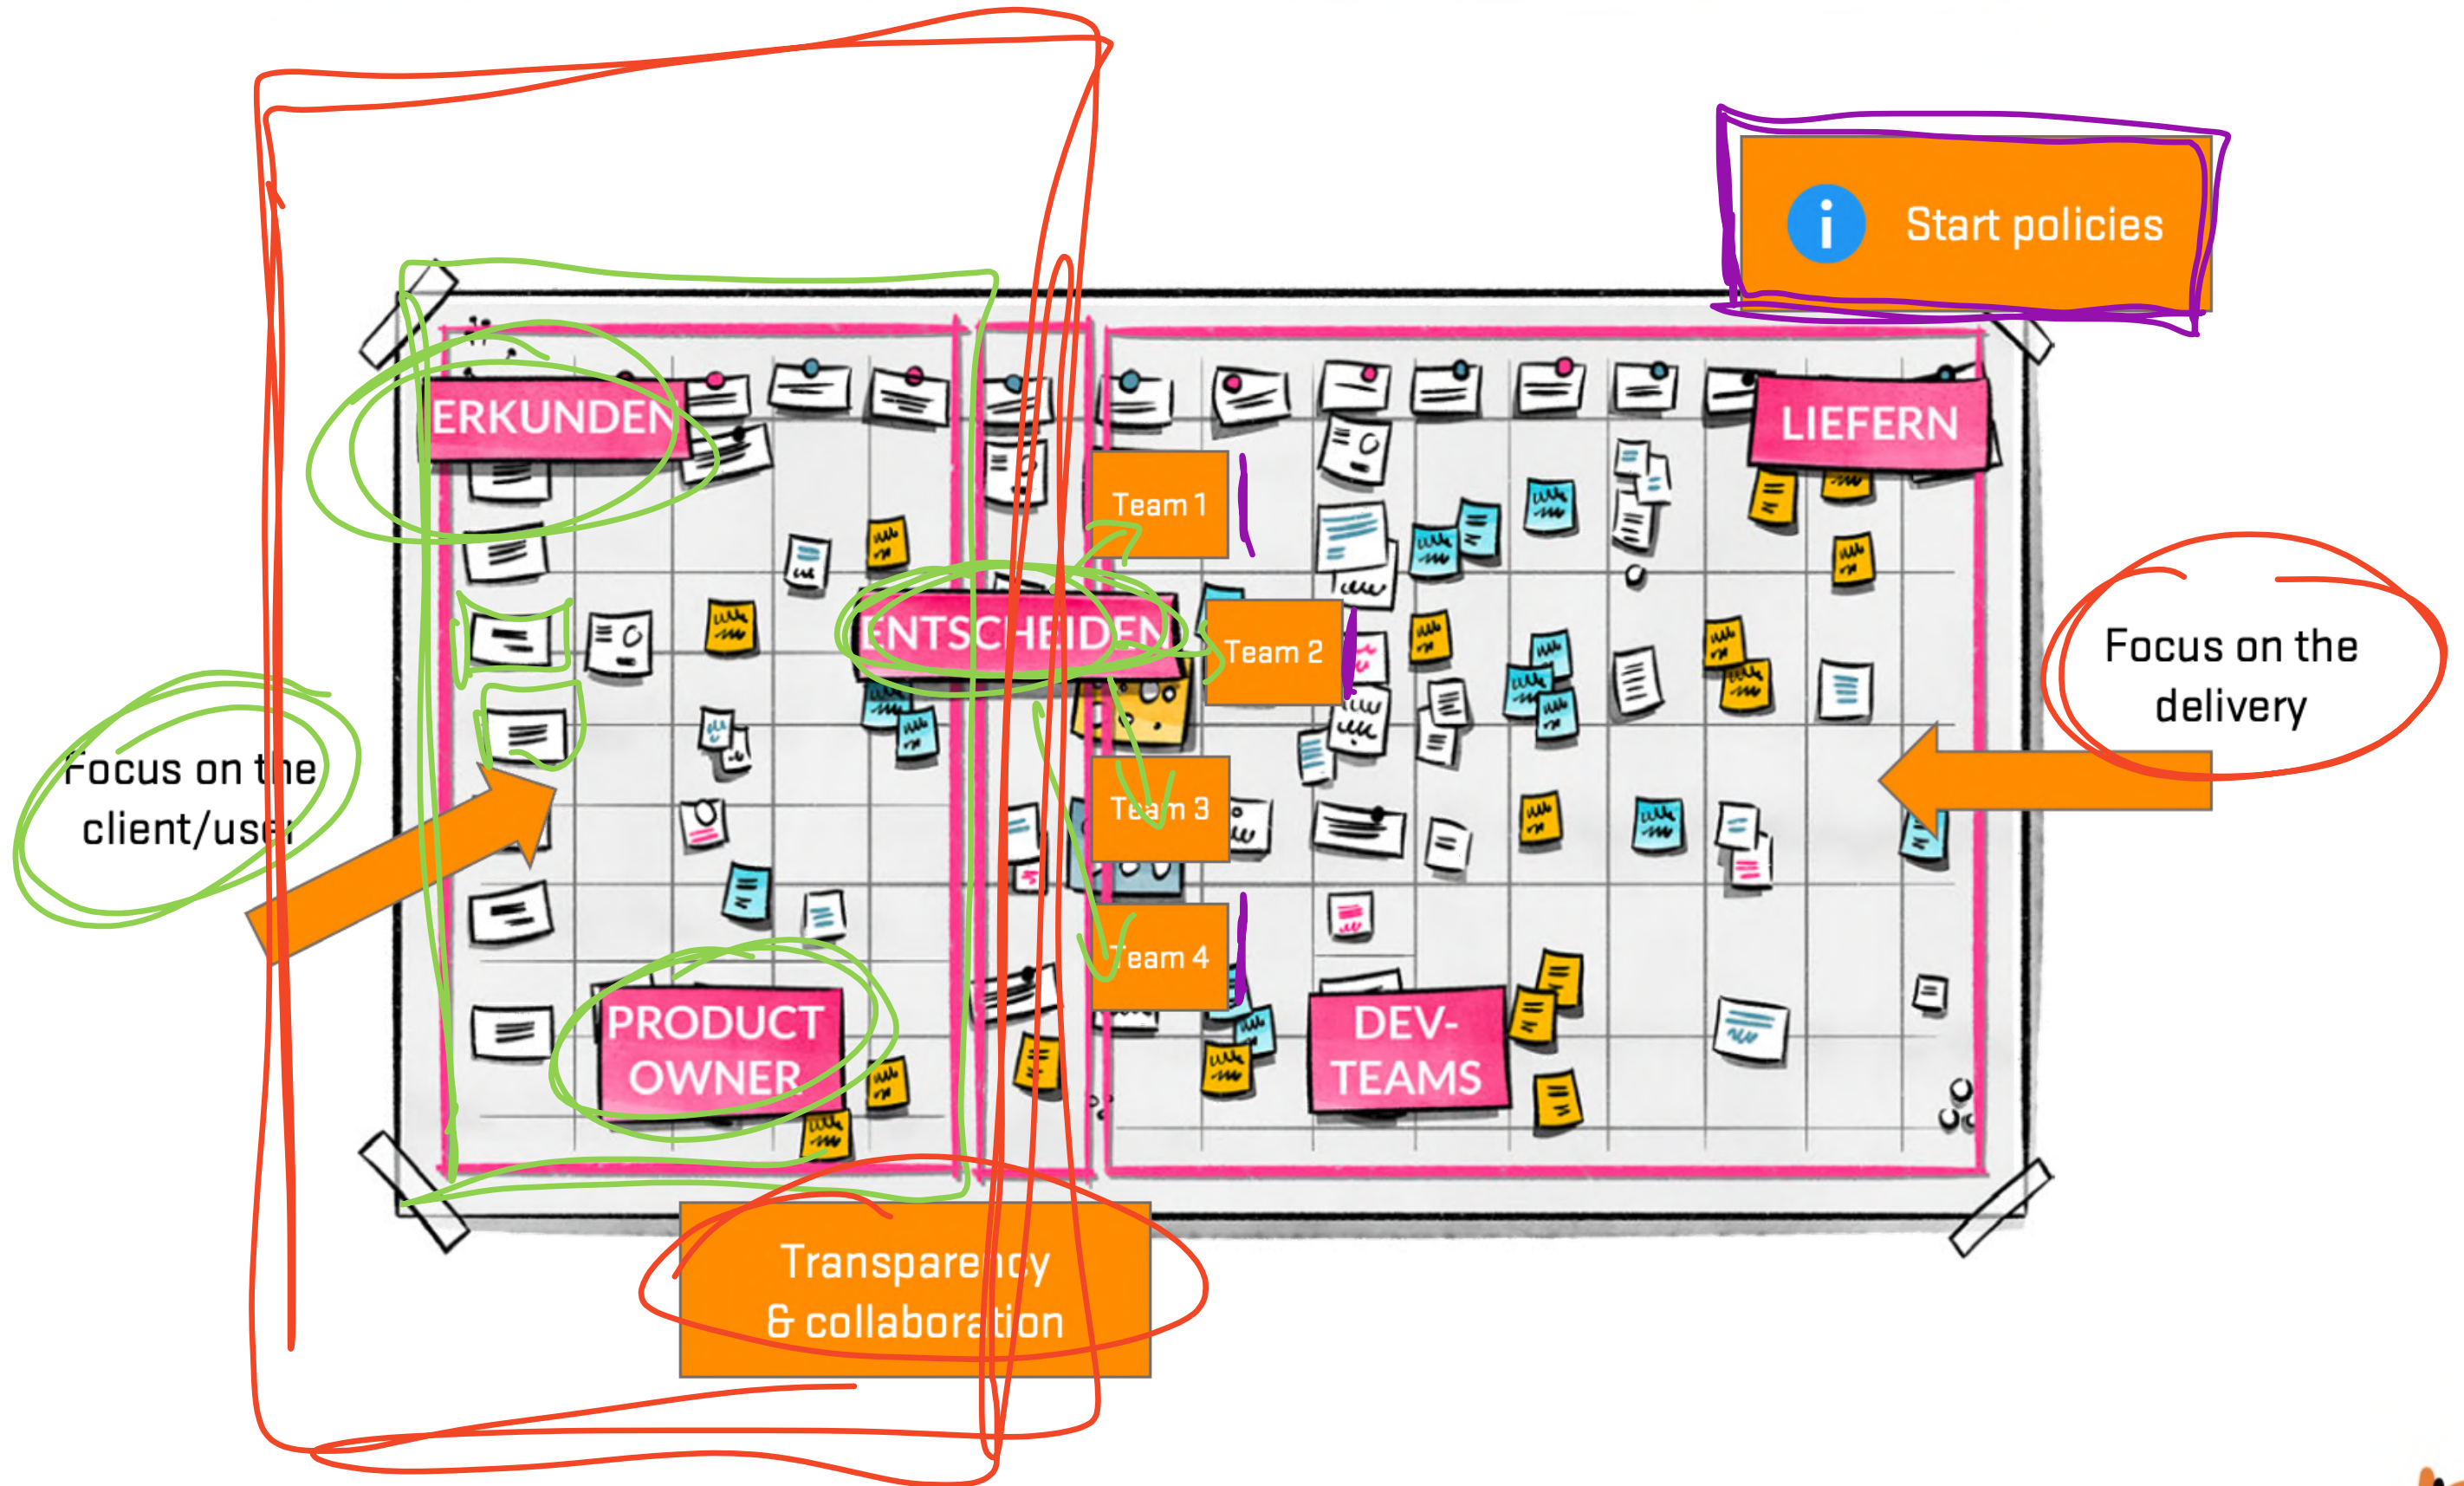 Start policies
ERKUNDEN
LIEFERN
Team 1
ENTSCHEIDEN
Team 2
Focus on the
delivery
Focus on the
client/user
Team 3
Team 4
PRODUCT
OWNER
DEV-
TEAMS
Transparency
& collaboration